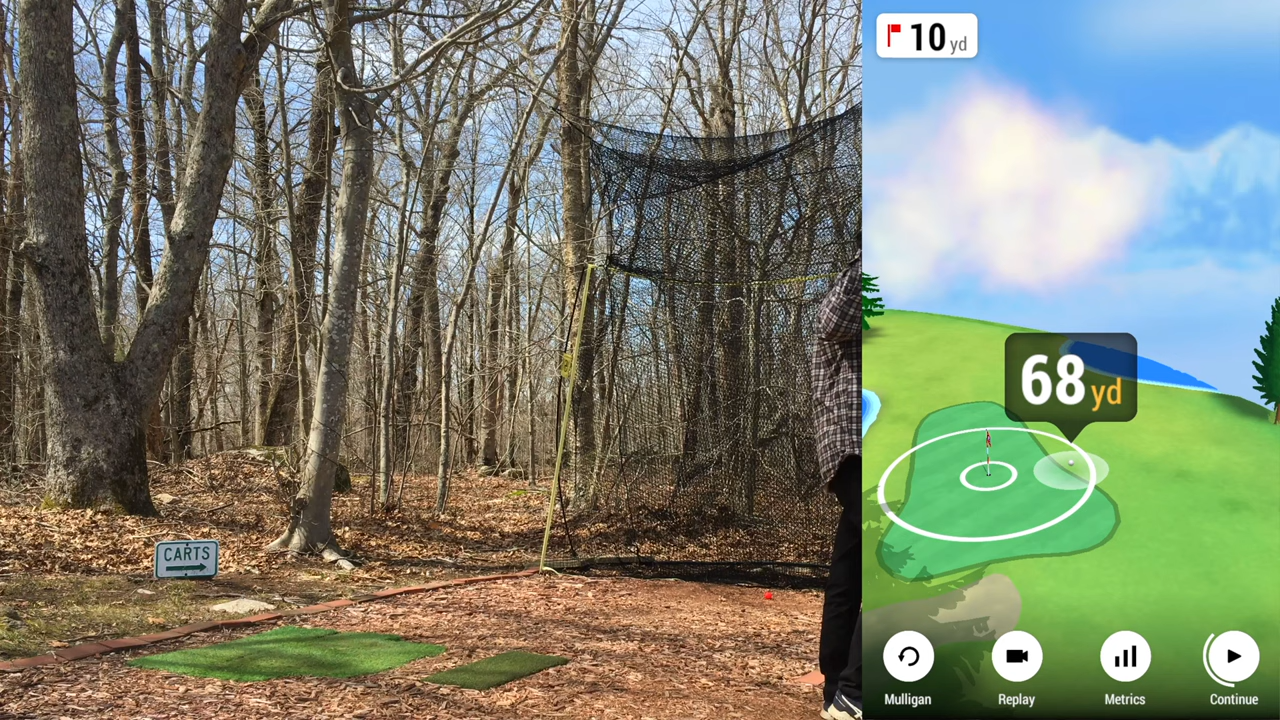 CARTS
10 yd
68 yd
Mulligan
Replay
Metrics
Continue